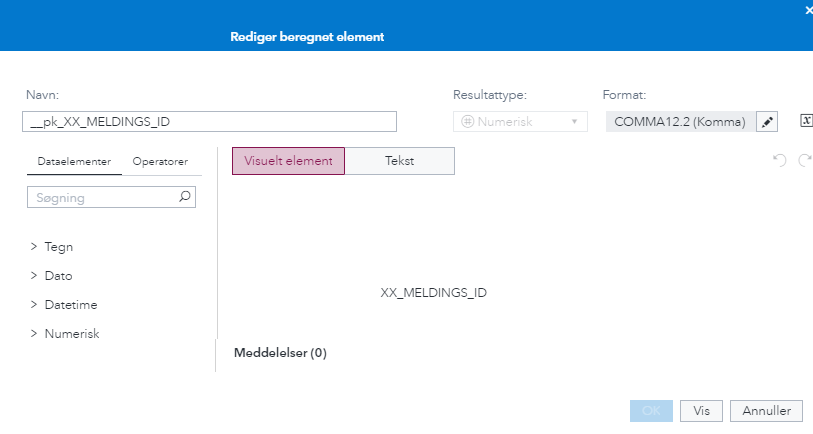 Rediger beregnet element
Navn:
Resultattype:
Format:
__pk_XX_MELDINGS_ID
Numerisk
COMMA12.2 (Komma)
Dataelementer
Operatorer
Visuelt element
Tekst
Søgning
Tegn
Dato
Datetime
Numerisk
XX_MELDINGS_ID
Meddelelser (0)
OK
Vis
Annuller